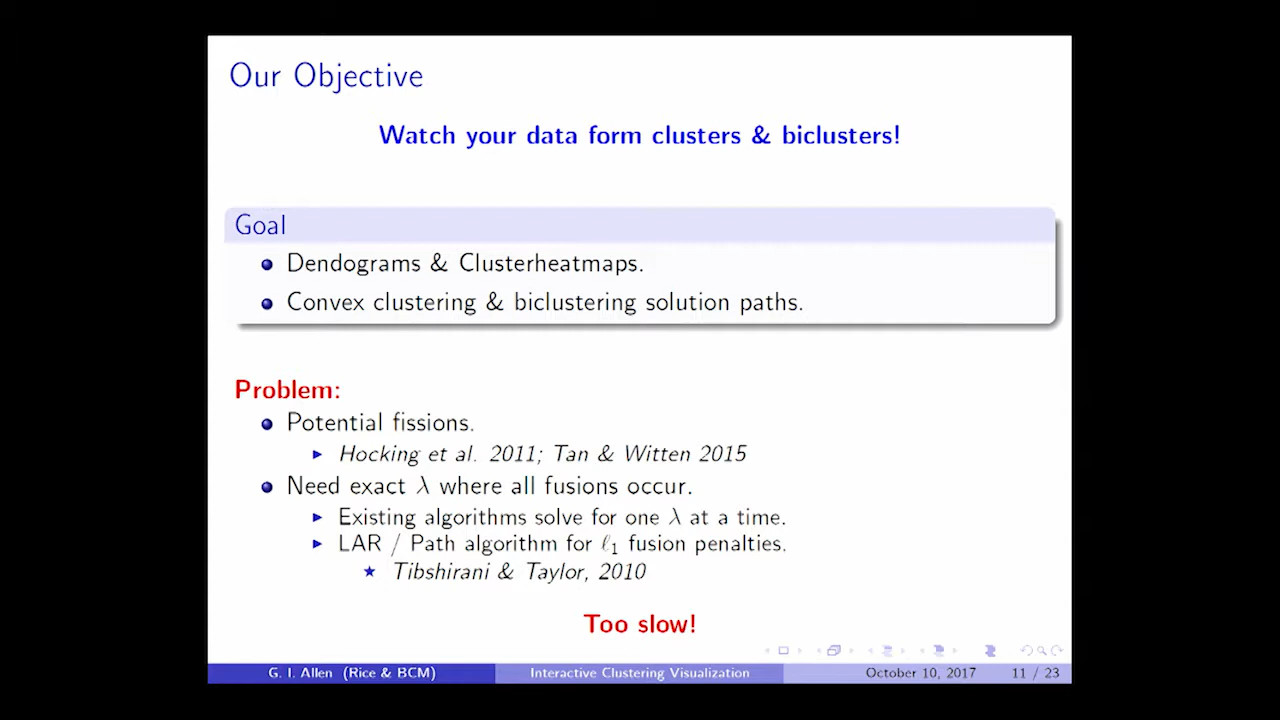 Our Objective
Watch your data form clusters & biclusters!
Goal
Dendograms & Clusterheatmaps.
Convex clustering & biclustering solution paths.
Problem:
Potential fissions.
Hocking et al. 2011; Tan & Witten 2015
Need exact λ where all fusions occur.
Existing algorithms solve for one λ at a time.
LAR / Path algorithm for ℓ₁ fusion penalties.
Tibshirani & Taylor, 2010
Too slow!
G. I. Allen (Rice & BCM) Interactive Clustering Visualization October 10, 2017 11 / 23